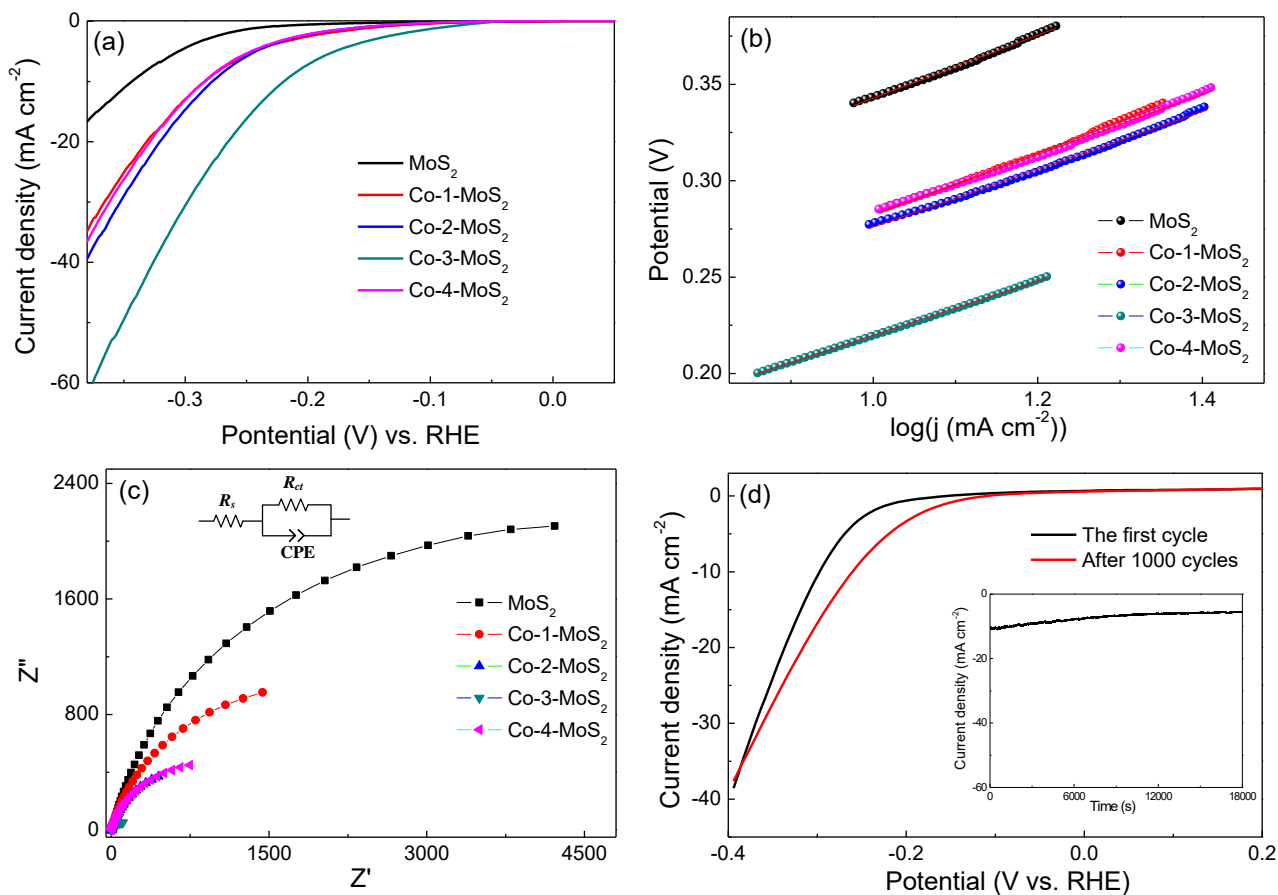 (a)
0
-20
-40
-60
Current density (mA cm⁻²)
MoS₂
Co-1-MoS₂
Co-2-MoS₂
Co-3-MoS₂
Co-4-MoS₂
-0.3
-0.2
-0.1
0.0
Pontential (V) vs. RHE
(b)
0.35
0.30
0.25
0.20
Potential (V)
MoS₂
Co-1-MoS₂
Co-2-MoS₂
Co-3-MoS₂
Co-4-MoS₂
1.0
1.2
1.4
log(j (mA cm⁻²))
(c)
2400
1600
800
0
Z''
Rs
Rct
CPE
MoS₂
Co-1-MoS₂
Co-2-MoS₂
Co-3-MoS₂
Co-4-MoS₂
0
1500
3000
4500
Z'
(d)
0
-10
-20
-30
-40
Current density (mA cm⁻²)
The first cycle
After 1000 cycles
0
-20
-40
-60
Current density (mA cm⁻²)
0
6000
12000
18000
Time (s)
-0.4
-0.2
0.0
0.2
Potential (V vs. RHE)